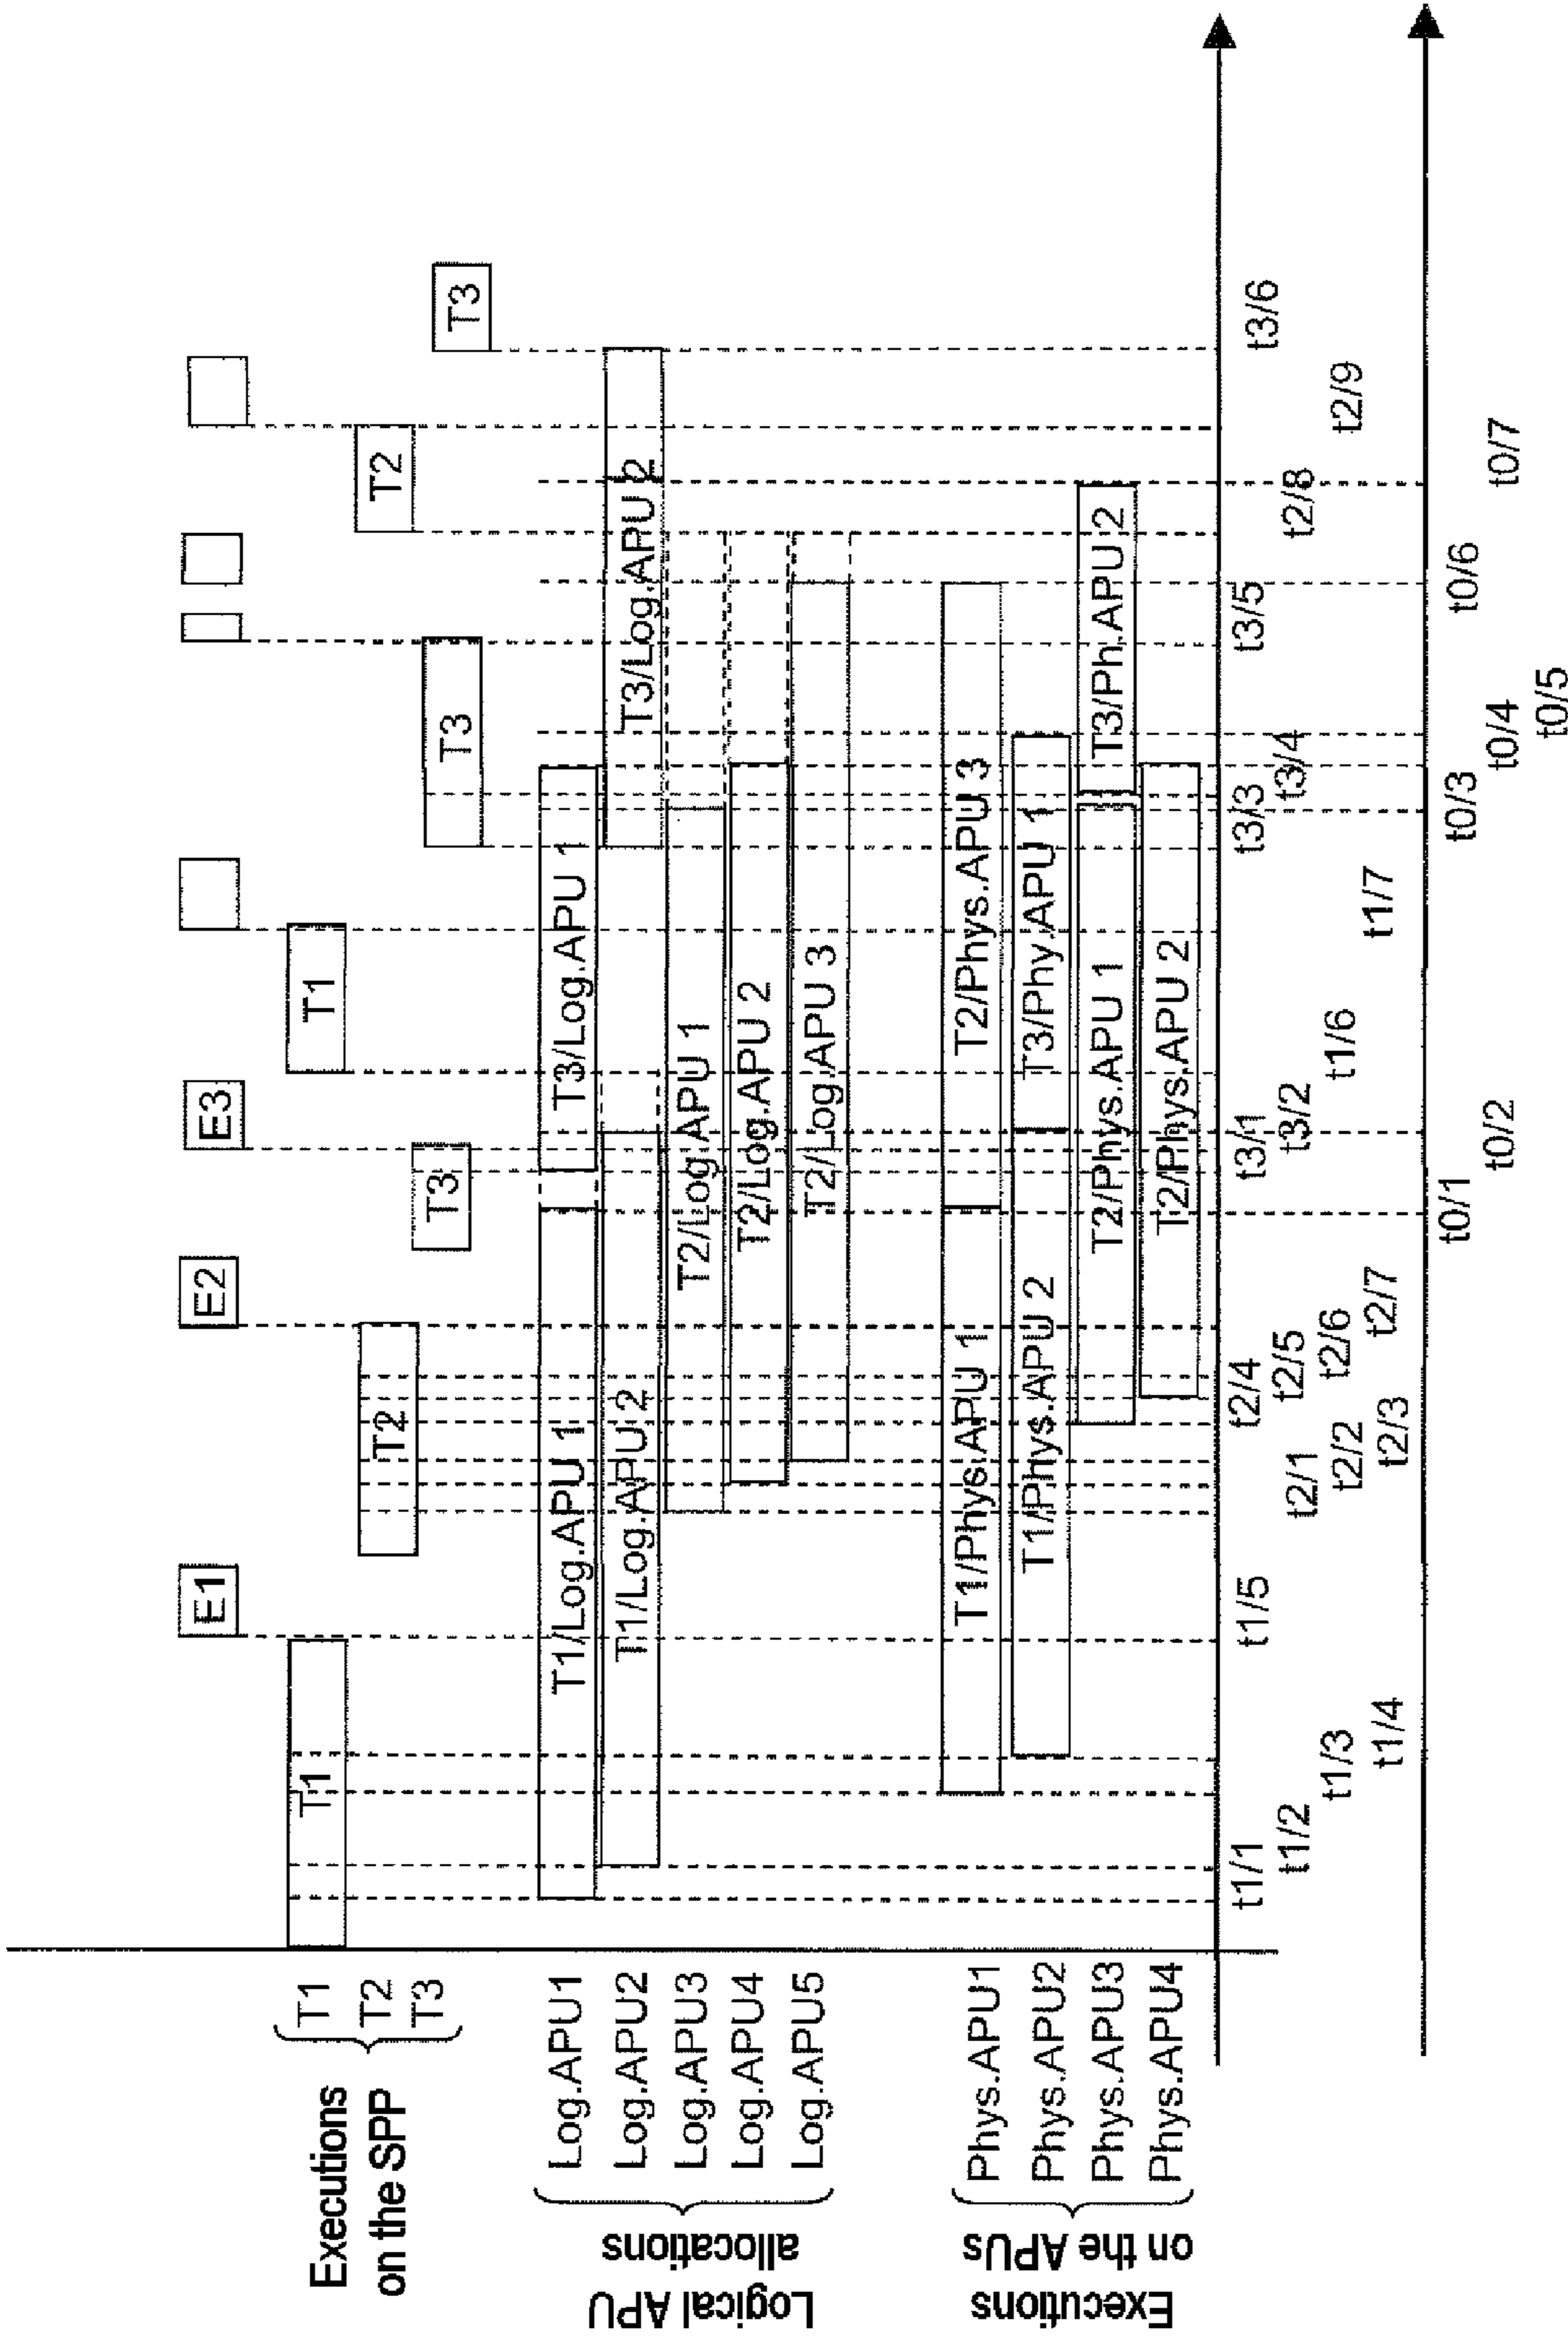 E1
E2
E3
Executions
on the SPP
T1
T2
T3
T1
T1
T2
T2
T3
T3
T3
Logical APU
allocations
Log.APU1
Log.APU2
Log.APU3
Log.APU4
Log.APU5
T1/Log.APU 1
T3/Log.APU 1
T1/Log.APU 2
T3/Log.APU 2
T2/Log.APU 1
T2/Log.APU 2
T2/Log.APU 3
Executions
on the APUs
Phys.APU1
Phys.APU2
Phys.APU3
Phys.APU4
T1/Phys.APU 1
T2/Phys.APU 3
T1/Phys.APU 2
T3/Phy.APU 1
T2/Phys.APU 1
T3/Ph.APU 2
T2/Phys.APU 2
t1/1
t1/2
t1/3
t1/4
t1/5
t2/1
t2/2
t2/3
t2/4
t2/5
t2/6
t2/7
t3/1
t3/2
t1/6
t1/7
t3/3
t3/4
t3/5
t2/8
t2/9
t3/6
t0/1
t0/2
t0/3
t0/4
t0/5
t0/6
t0/7